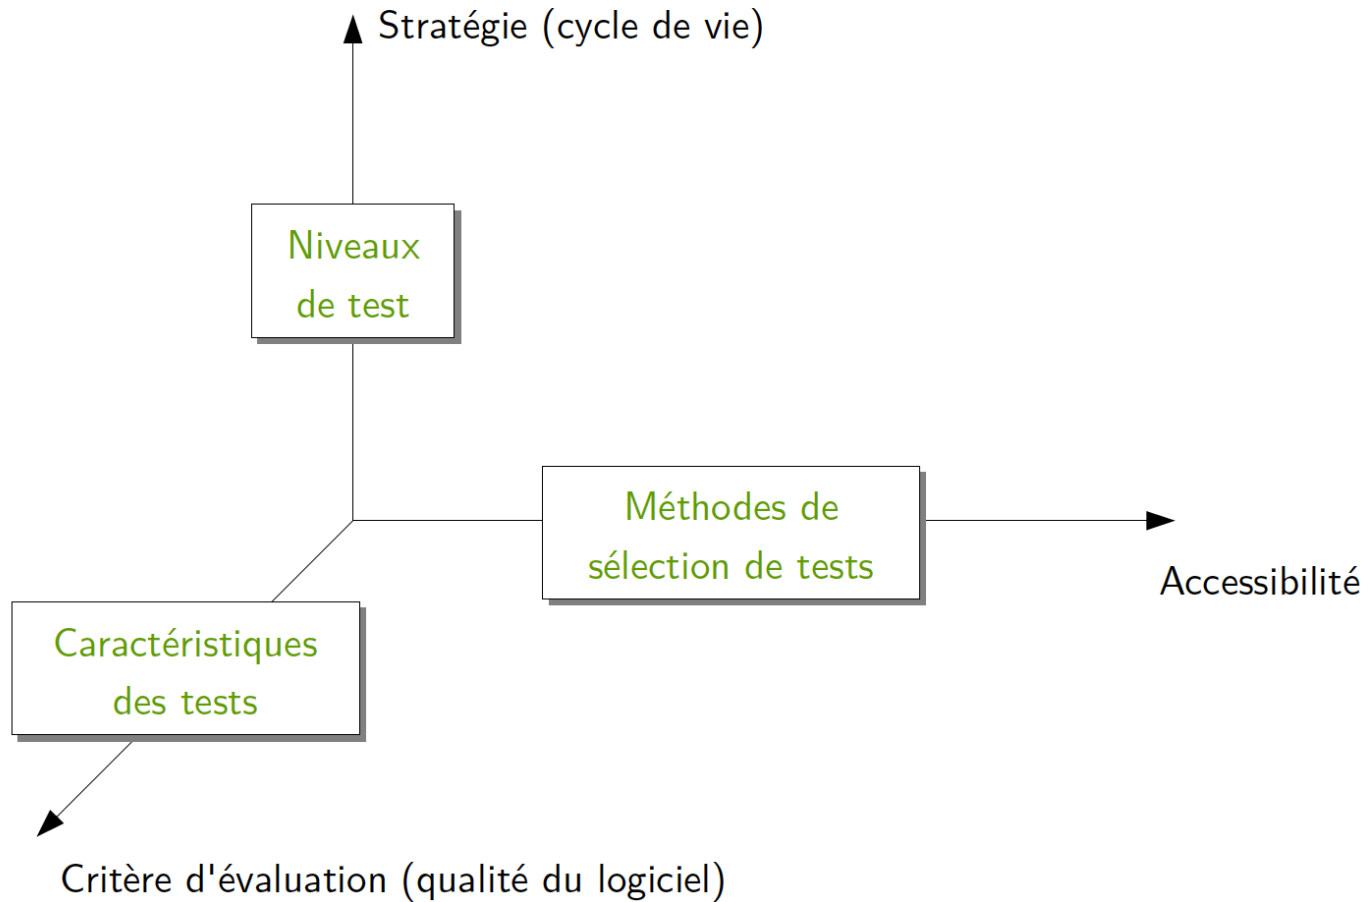 Stratégie (cycle de vie)
Niveaux
de test
Méthodes de
sélection de tests
Accessibilité
Caractéristiques
des tests
Critère d'évaluation (qualité du logiciel)